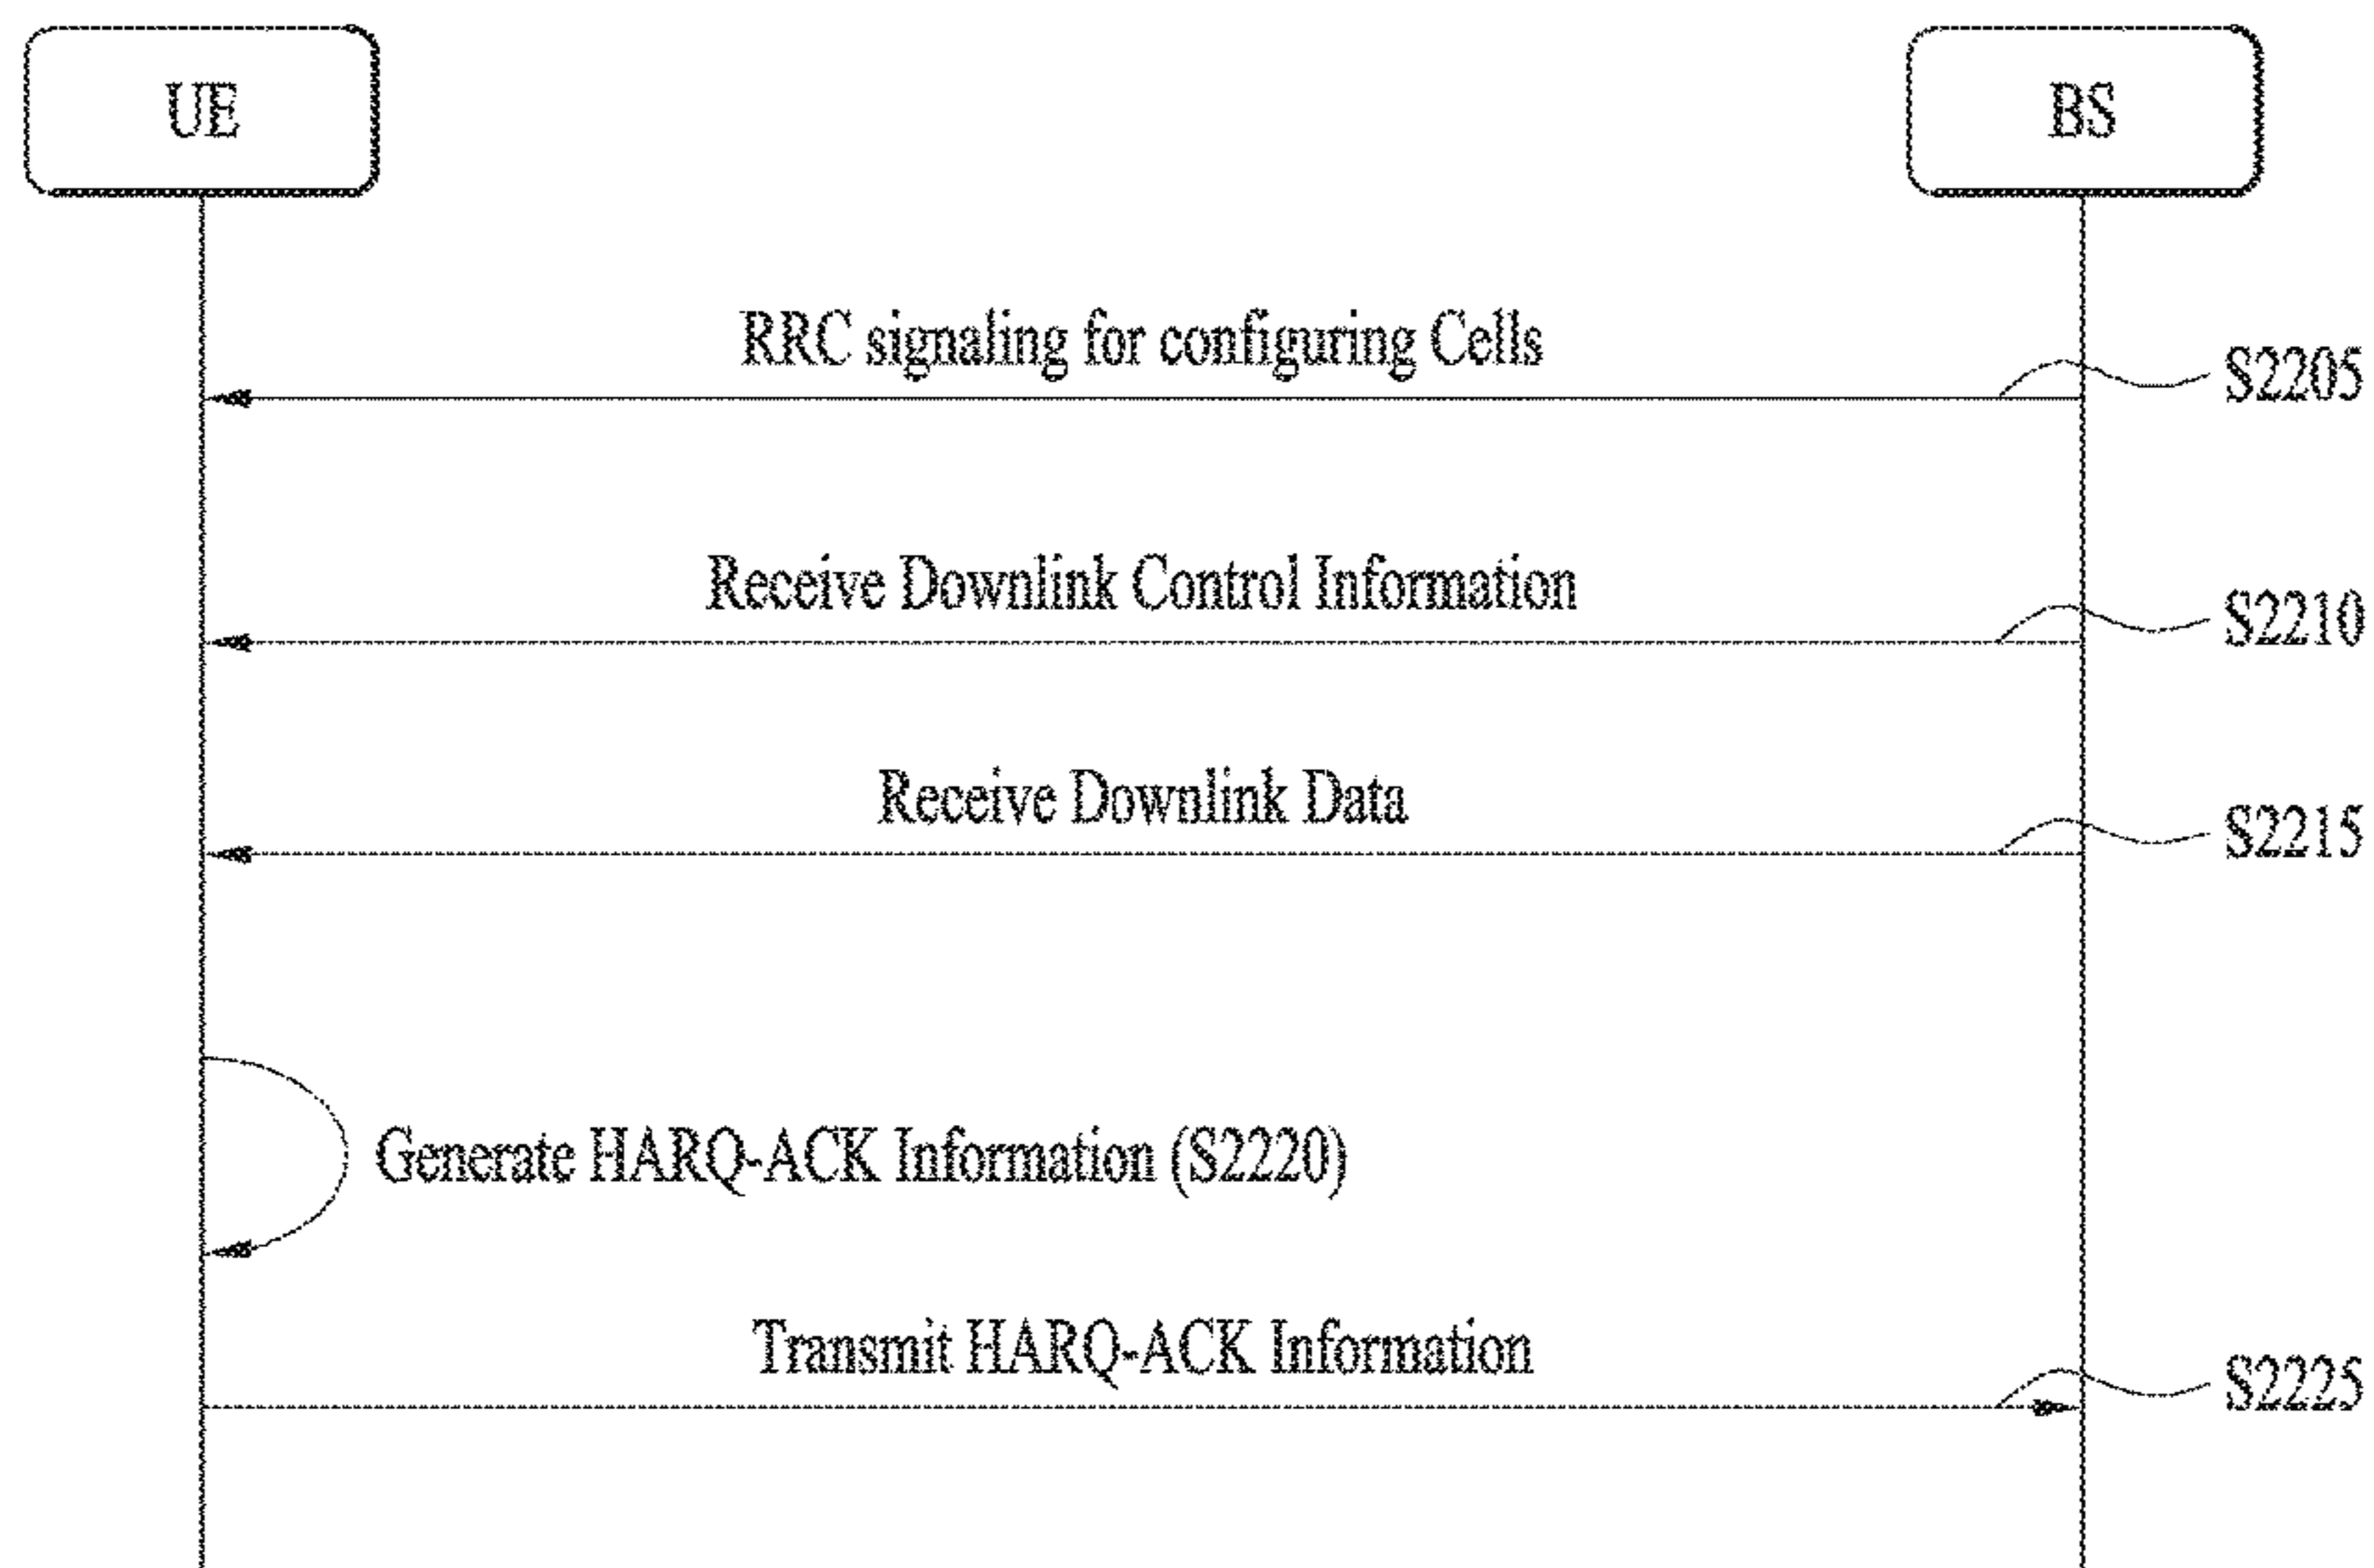 UE
BS
RRC signaling for configuring Cells
S2205
Receive Downlink Control Information
S2210
Receive Downlink Data
S2215
Generate HARQ-ACK Information (S2220)
Transmit HARQ-ACK Information
S2225